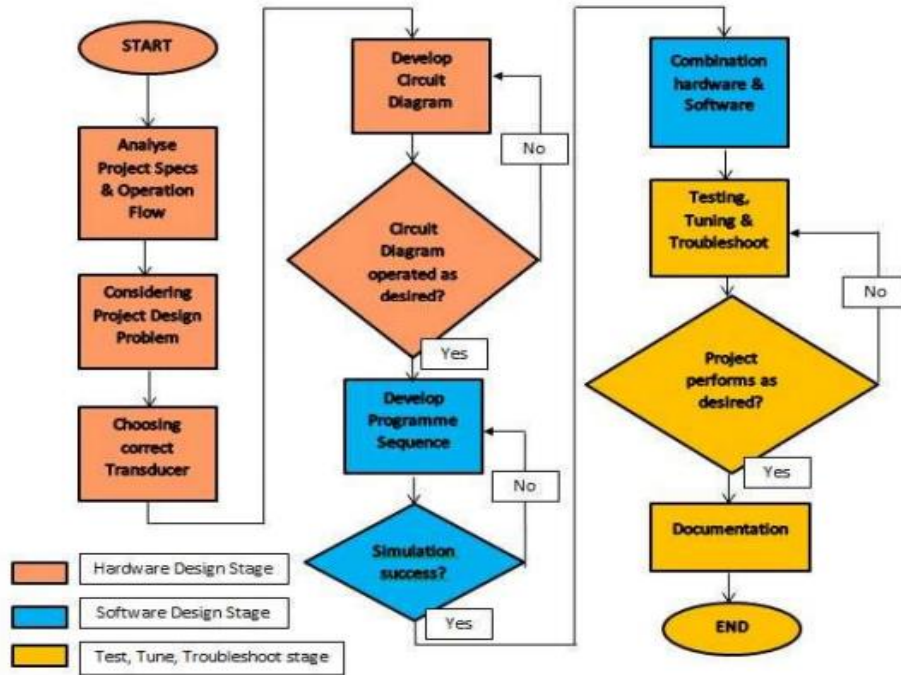 START
Analyse
Project Specs
& Operation
Flow
Considering
Project Design
Problem
Choosing
correct
Transducer
Develop
Circuit
Diagram
No
Circuit
Diagram
operated as
desired?
Yes
Develop
Programme
Sequence
No
Simulation
success?
Yes
Combination
hardware &
Software
Testing,
Tuning &
Troubleshoot
No
Project
performs as
desired?
Yes
Documentation
END
Hardware Design Stage
Software Design Stage
Test, Tune, Troubleshoot stage